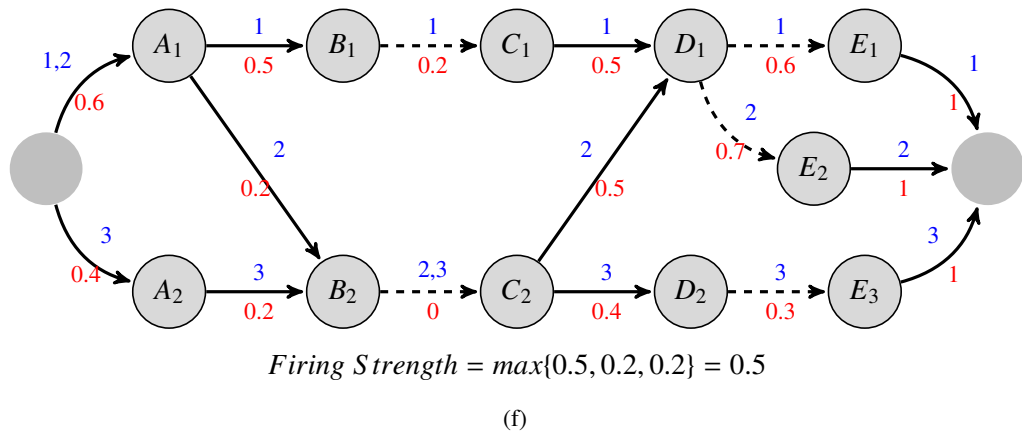 1,2
0.6
A1
1
0.5
B1
1
0.2
C1
1
0.5
D1
1
0.6
E1
1
1
2
0.2
2
0.5
2
0.7
E2
2
1
3
0.4
A2
3
0.2
B2
2,3
0
C2
3
0.4
D2
3
0.3
E3
3
1
Firing Strength = max{0.5, 0.2, 0.2} = 0.5
(f)